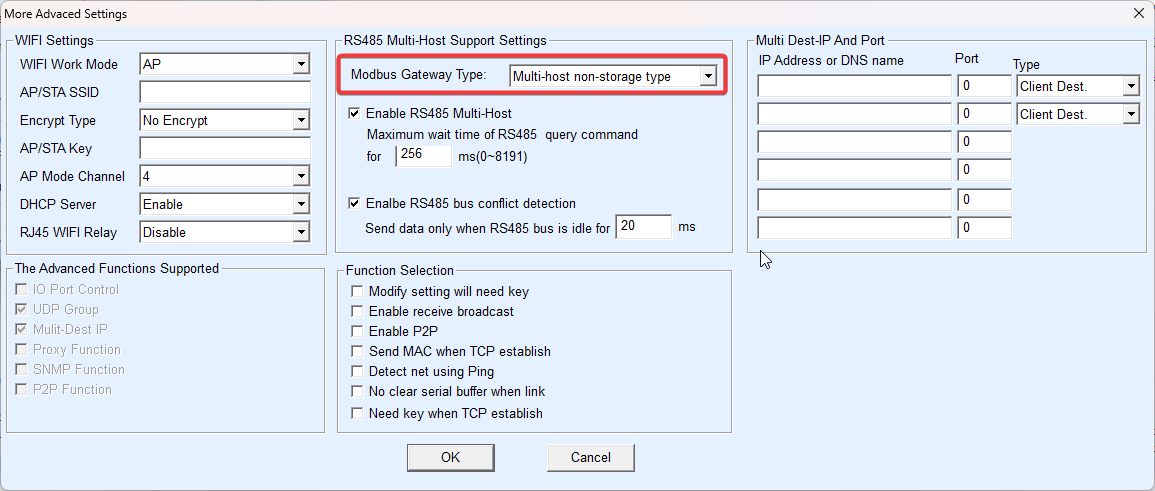 More Advaced Settings
WIFI Settings
WIFI Work Mode AP
AP/STA SSID
Encrypt Type No Encrypt
AP/STA Key
AP Mode Channel 4
DHCP Server Enable
RJ45 WIFI Relay Disable
The Advanced Functions Supported
IO Port Control
UDP Group
Mulit-Dest IP
Proxy Function
SNMP Function
P2P Function
RS485 Multi-Host Support Settings
Modbus Gateway Type: Multi-host non-storage type
Enable RS485 Multi-Host
Maximum wait time of RS485 query command
for 256 ms(0~8191)
Enalbe RS485 bus conflict detection
Send data only when RS485 bus is idle for 20 ms
Function Selection
Modify setting will need key
Enable receive broadcast
Enable P2P
Send MAC when TCP establish
Detect net using Ping
No clear serial buffer when link
Need key when TCP establish
Multi Dest-IP And Port
IP Address or DNS name Port Type
0 Client Dest.
0 Client Dest.
0
0
0
0
OK Cancel